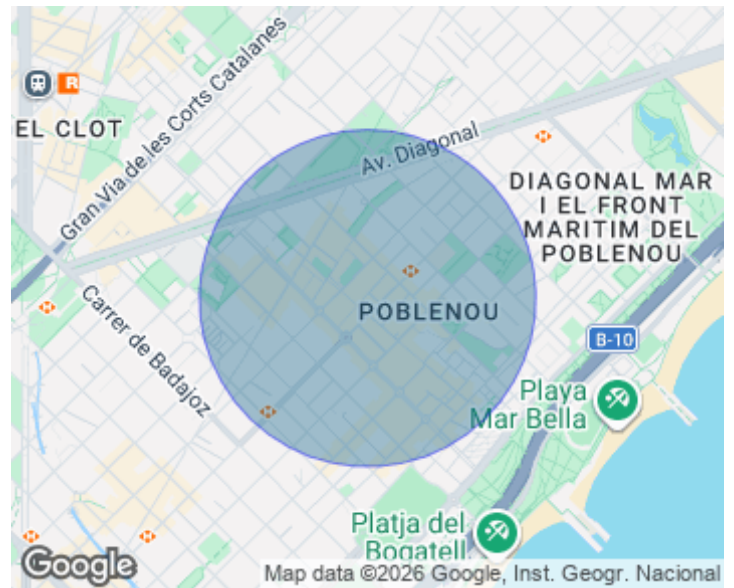 R
EL CLOT
Gran Via de les Corts Catalanes
Av. Diagonal
DIAGONAL MAR
I EL FRONT
MARITIM DEL
POBLENOU
POBLENOU
Carrer de Badajoz
B-10
Playa
Mar Bella
Platja del
Bogatell
Google
Map data ©2026 Google, Inst. Geogr. Nacional